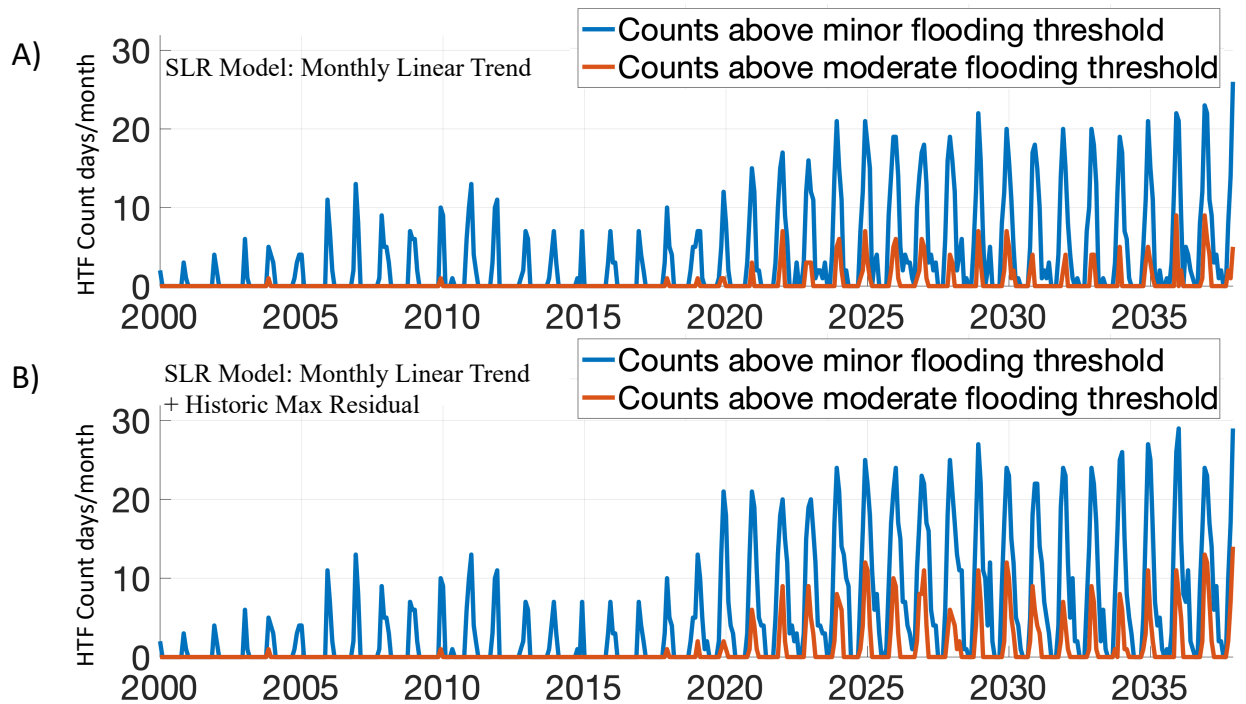 A)
Counts above minor flooding threshold
Counts above moderate flooding threshold
SLR Model: Monthly Linear Trend
HTF Count days/month
30
20
10
0
2000 2005 2010 2015 2020 2025 2030 2035
B)
Counts above minor flooding threshold
Counts above moderate flooding threshold
SLR Model: Monthly Linear Trend
+ Historic Max Residual
HTF Count days/month
30
20
10
0
2000 2005 2010 2015 2020 2025 2030 2035